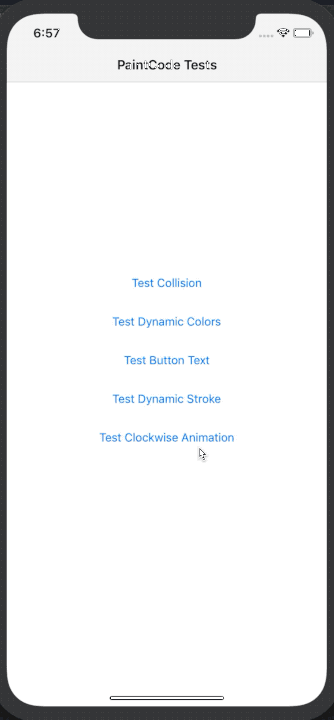 6:57
PaintCode Tests
Test Collision
Test Dynamic Colors
Test Button Text
Test Dynamic Stroke
Test Clockwise Animation